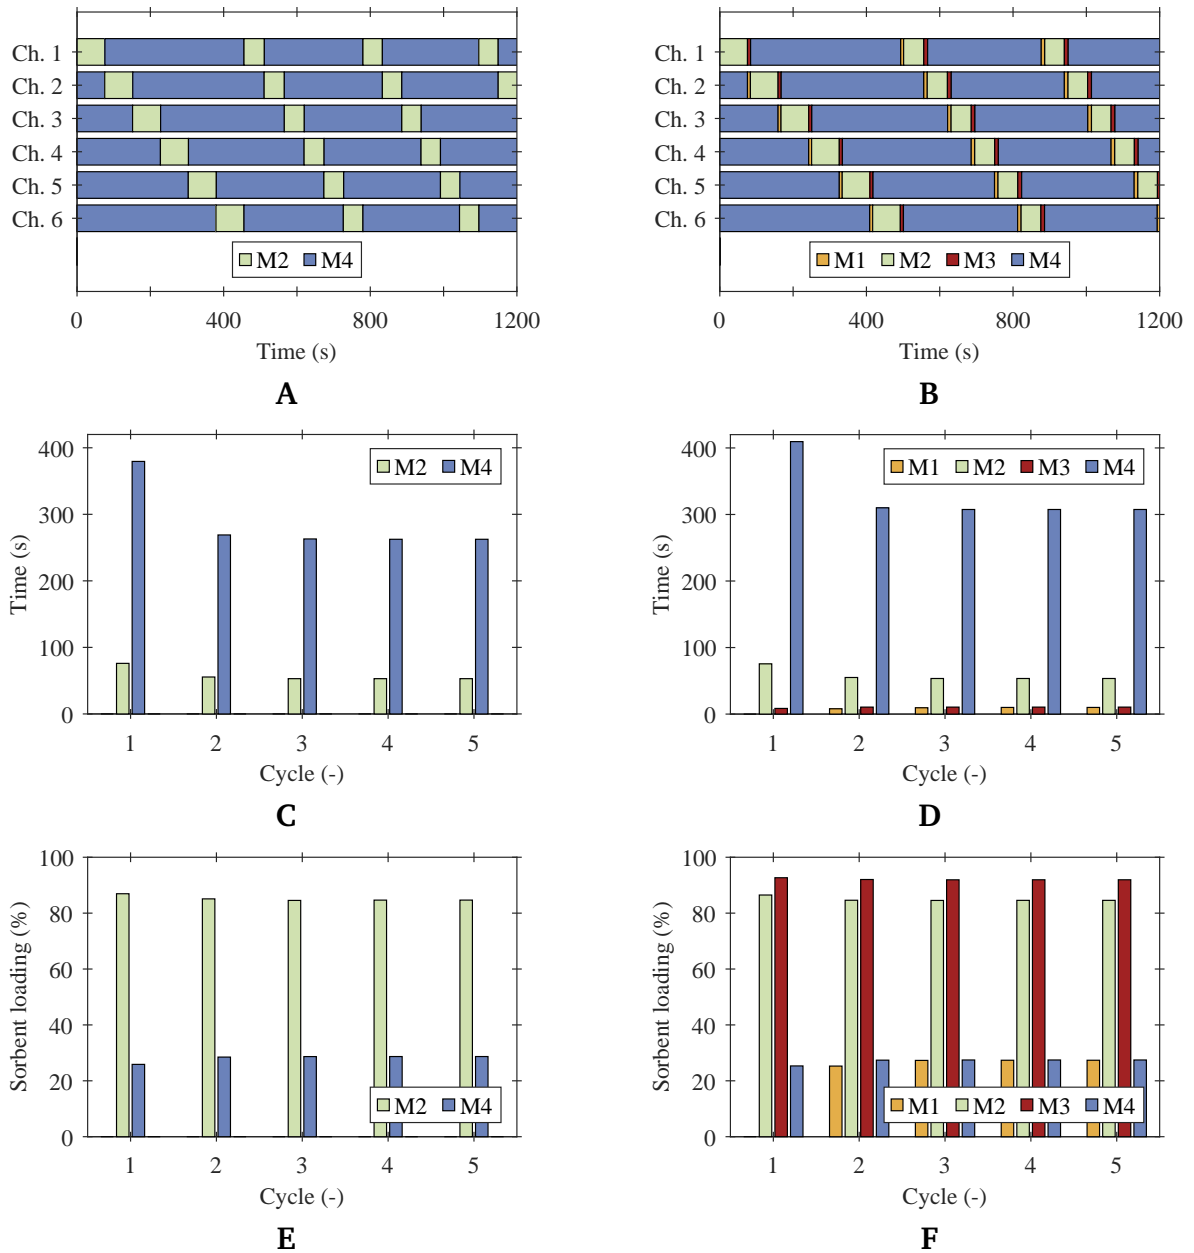 Ch. 1
Ch. 2
Ch. 3
Ch. 4
Ch. 5
Ch. 6
M2 M4
0 400 800 1200
Time (s)
A
Ch. 1
Ch. 2
Ch. 3
Ch. 4
Ch. 5
Ch. 6
M1 M2 M3 M4
0 400 800 1200
Time (s)
B
400
300
200
100
0
Time (s)
M2 M4
1 2 3 4 5
Cycle (-)
C
400
300
200
100
0
Time (s)
M1 M2 M3 M4
1 2 3 4 5
Cycle (-)
D
100
80
60
40
20
0
Sorbent loading (%)
M2 M4
1 2 3 4 5
Cycle (-)
E
100
80
60
40
20
0
Sorbent loading (%)
M1 M2 M3 M4
1 2 3 4 5
Cycle (-)
F